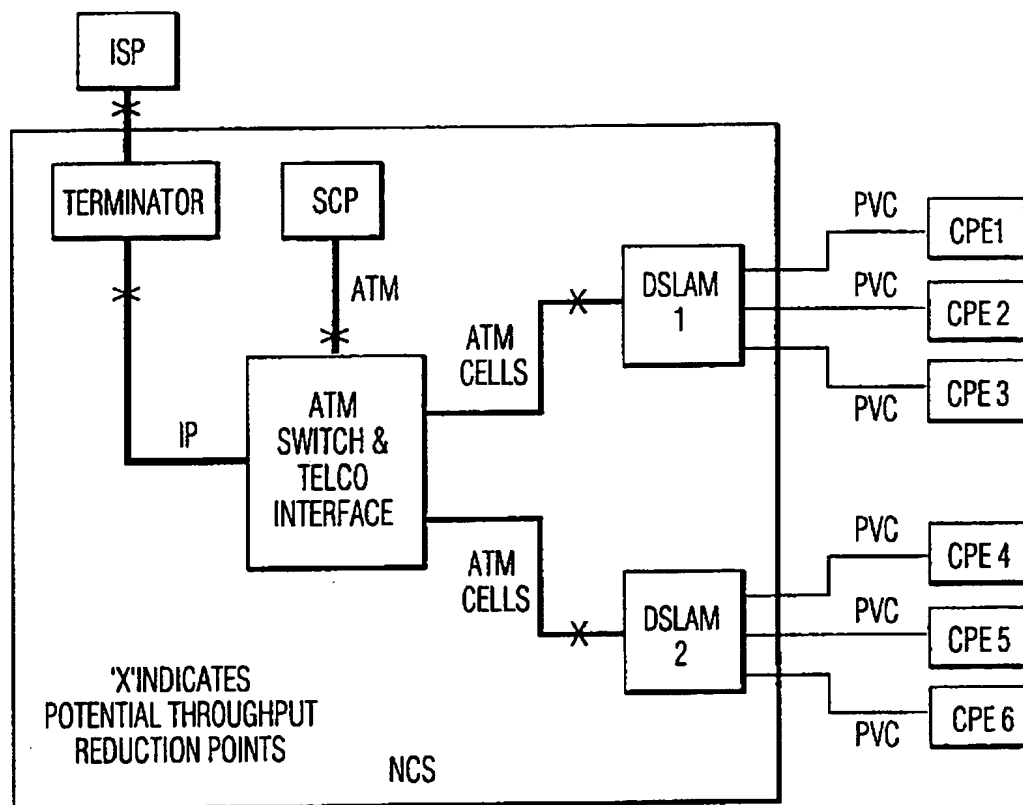 ISP
TERMINATOR
SCP
ATM
IP
ATM
SWITCH &
TELCO
INTERFACE
ATM
CELLS
ATM
CELLS
DSLAM
1
DSLAM
2
PVC
CPE1
PVC
CPE 2
CPE 3
PVC
PVC
CPE 4
PVC
CPE 5
CPE 6
PVC
'X'INDICATES
POTENTIAL THROUGHPUT
REDUCTION POINTS
NCS